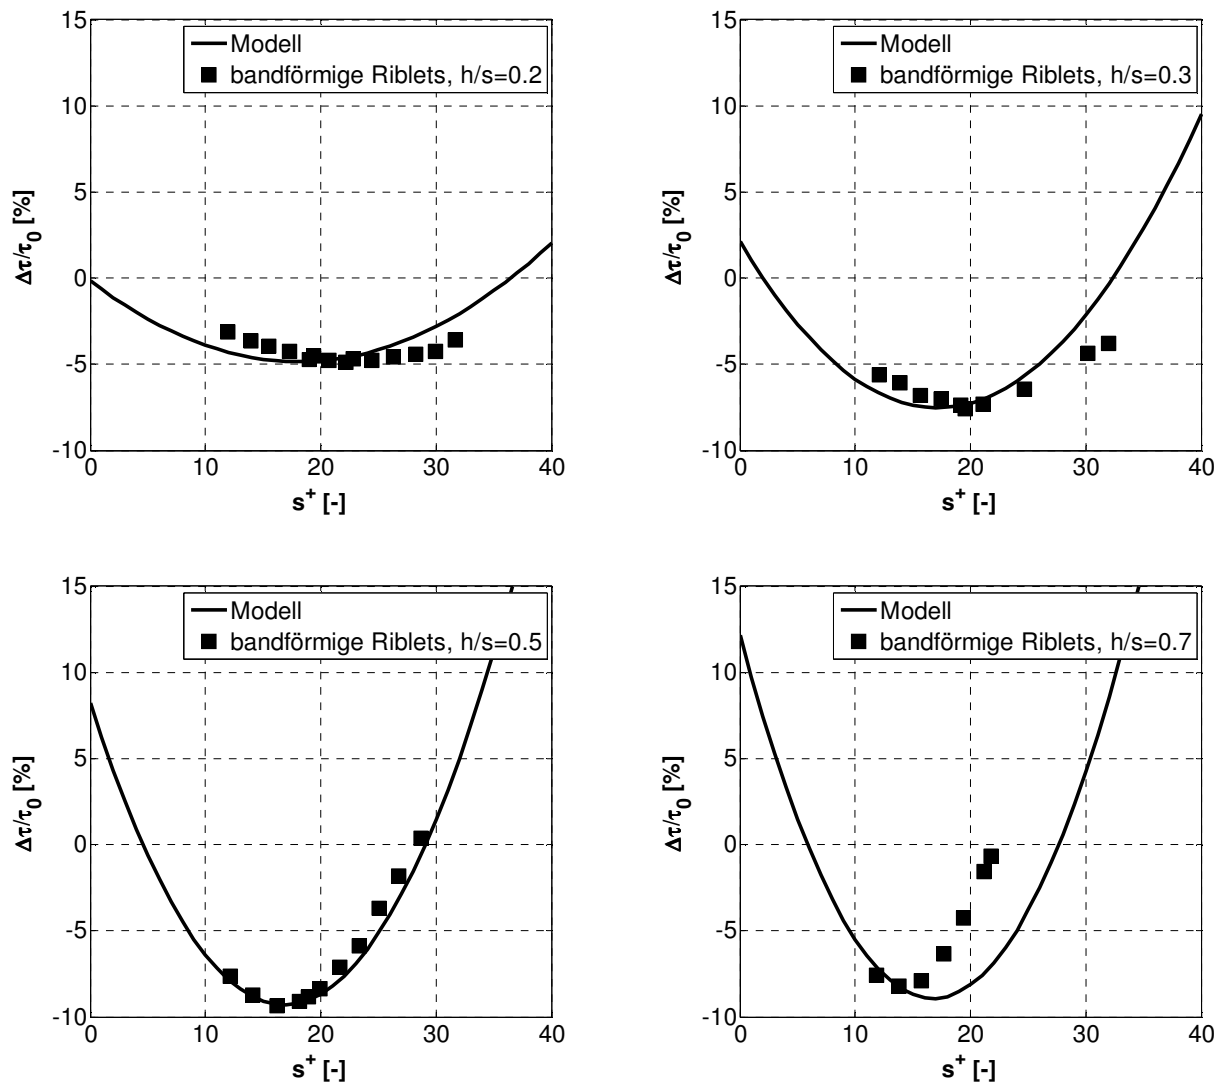 15
10
5
0
-5
-10
0
10
20
30
40
Δτ/τ0 [%]
s+ [-]
Modell
bandförmige Riblets, h/s=0.2
15
10
5
0
-5
-10
0
10
20
30
40
Δτ/τ0 [%]
s+ [-]
Modell
bandförmige Riblets, h/s=0.3
15
10
5
0
-5
-10
0
10
20
30
40
Δτ/τ0 [%]
s+ [-]
Modell
bandförmige Riblets, h/s=0.5
15
10
5
0
-5
-10
0
10
20
30
40
Δτ/τ0 [%]
s+ [-]
Modell
bandförmige Riblets, h/s=0.7